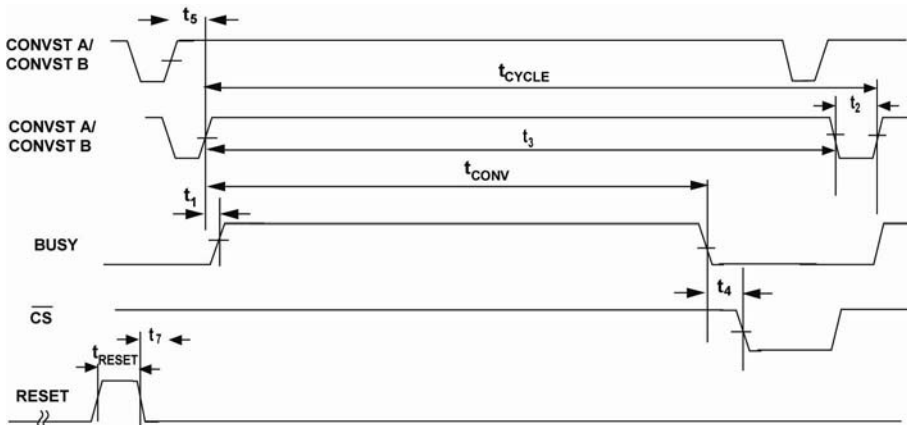 t5
CONVST A/
CONVST B
tCYCLE
t2
CONVST A/
CONVST B
t3
tCONV
t1
BUSY
t4
CS
t7
tRESET
RESET